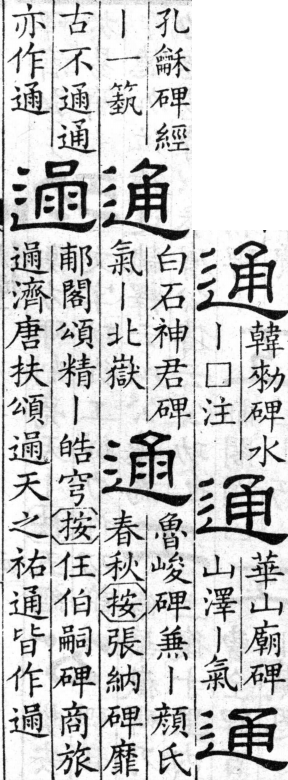 通
韓勑碑水
丨□注
通
華山廟碑
山澤丨氣
通
孔龢碑經
丨一蓺
通
白石神君碑
氣丨北嶽
通
魯峻碑兼丨顏氏
春秋按張納碑靡
古不通通
亦作通
通
郙閣頌精丨皓穹按仼伯嗣碑商旅
通濟唐扶頌通天之祐通皆作通